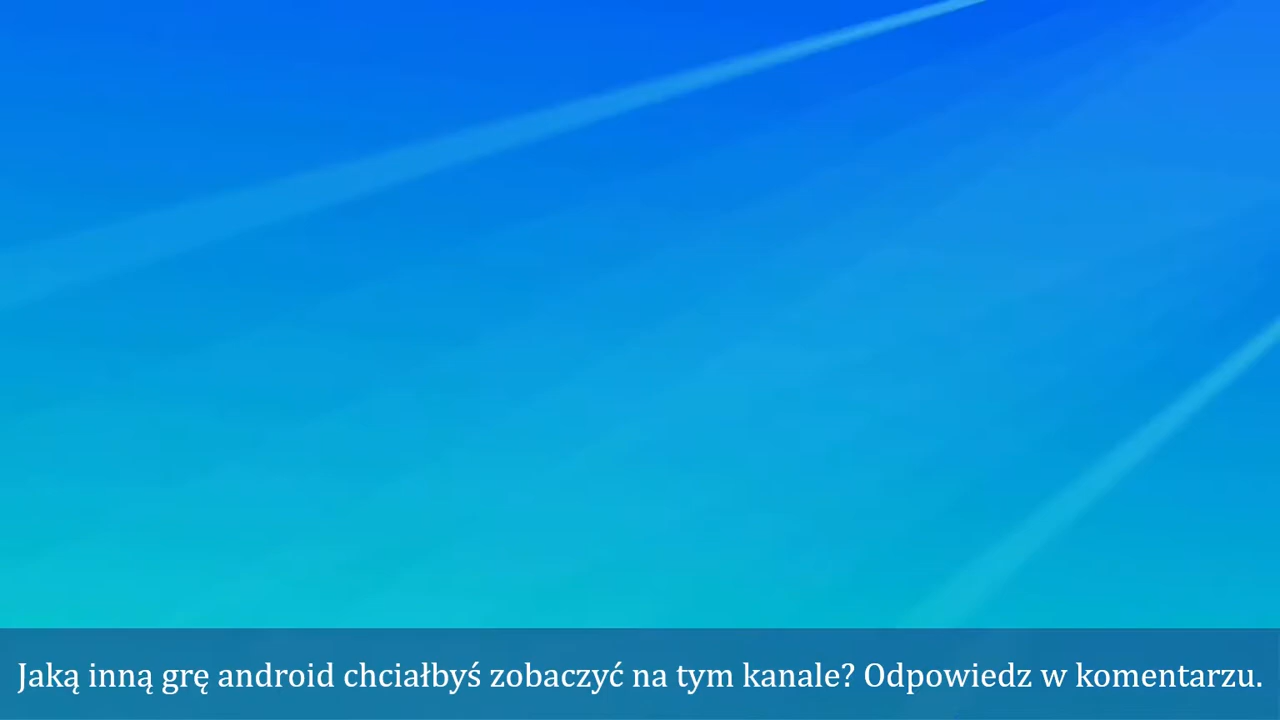 Jaką inną grę android chciałbyś zobaczyć na tym kanale? Odpowiedz w komentarzu.